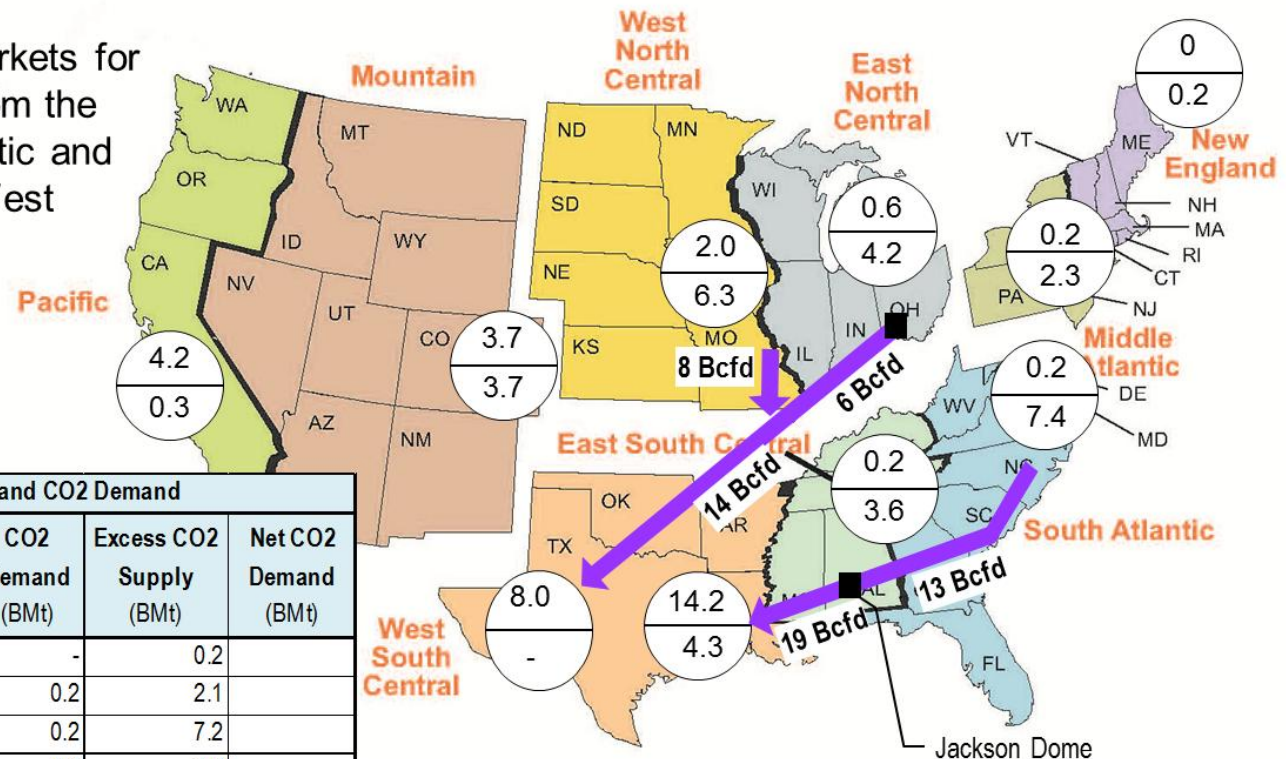 rkets for
om the
tic and
West
Mountain
West
North
Central
East
North
Central
New
England
Pacific
Middle
Atlantic
East South Central
South Atlantic
West
South
Central
WA
OR
CA
MT
ID
WY
NV
UT
CO
AZ
NM
ND
MN
SD
NE
KS
MO
WI
IL
IN
OH
VT
ME
NH
MA
RI
CT
NJ
PA
DE
MD
WV
NC
SC
OK
TX
AR
AL
FL
0
0.2
0.6
4.2
0.2
2.3
2.0
6.3
3.7
3.7
4.2
0.3
0.2
7.4
0.2
3.6
8.0
-
14.2
4.3
8 Bcfd
6 Bcfd
14 Bcfd
13 Bcfd
19 Bcfd
Jackson Dome
and CO2 Demand
CO2 Excess CO2 Net CO2
emand Supply Demand
(BMt) (BMt) (BMt)
- 0.2
0.2 2.1
0.2 7.2